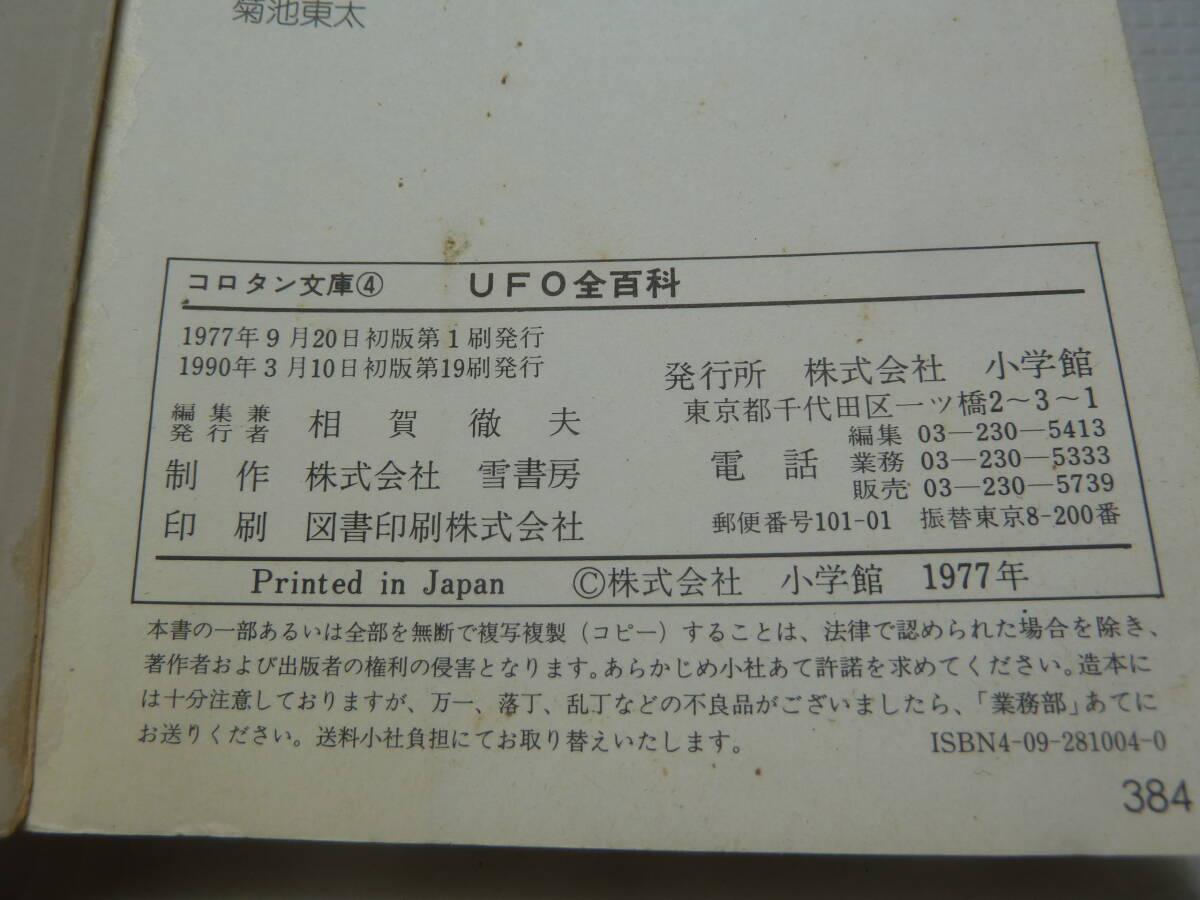 菊池東太
コロタン文庫④ UFO全百科
1977年9月20日初版第1刷発行
1990年3月10日初版第19刷発行
編集兼
発行者 相賀徹夫
制作 株式会社 雪書房
印刷 図書印刷株式会社
発行所 株式会社 小学館
東京都千代田区一ツ橋2〜3〜1
編集 03—230—5413
電話 業務 03—230—5333
販売 03—230—5739
郵便番号101-01 振替東京8-200番
Printed in Japan ©株式会社 小学館 1977年
本書の一部あるいは全部を無断で複写複製（コピー）することは、法律で認められた場合を除き、
著作者および出版者の権利の侵害となります。あらかじめ小社あて許諾を求めてください。造本に
は十分注意しておりますが、万一、落丁、乱丁などの不良品がございましたら、「業務部」あてに
お送りください。送料小社負担にてお取り替えいたします。 ISBN4-09-281004-0
384